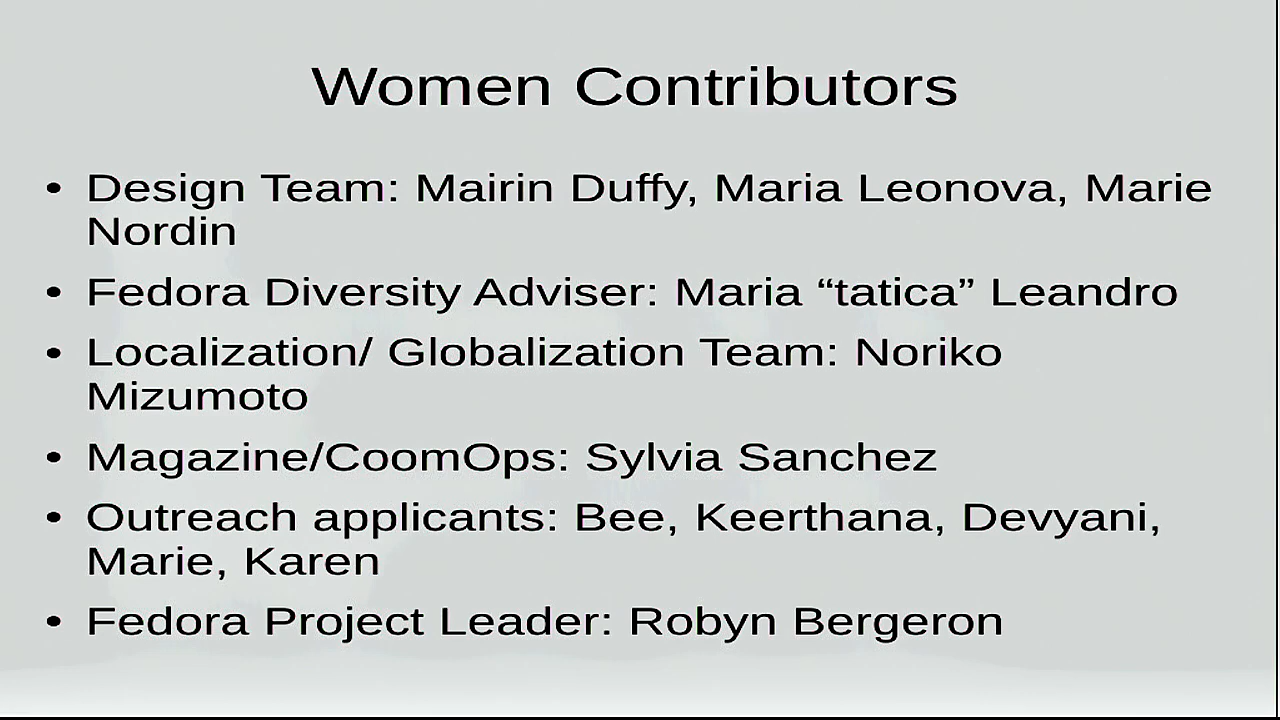 Women Contributors
• Design Team: Mairin Duffy, Maria Leonova, Marie
Nordin
• Fedora Diversity Adviser: Maria “tatica” Leandro
• Localization/ Globalization Team: Noriko
Mizumoto
• Magazine/CoomOps: Sylvia Sanchez
• Outreach applicants: Bee, Keerthana, Devyani,
Marie, Karen
• Fedora Project Leader: Robyn Bergeron